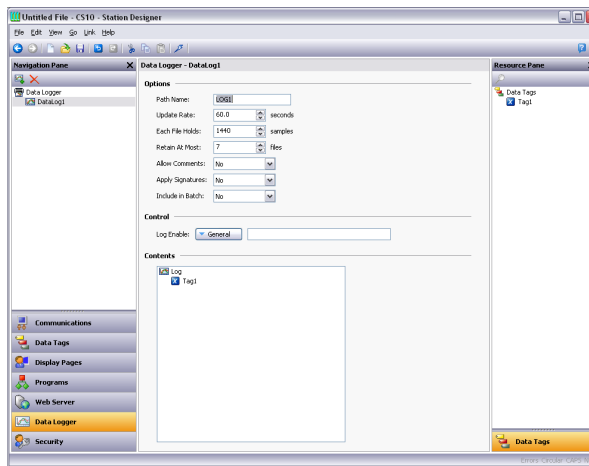 Untitled File - CS10 - Station Designer
File Edit View Go Link Help
Navigation Pane
Data Logger - DataLog1
Resource Pane
Data Logger
DataLog1
Options
Path Name: LOG1
Update Rate: 60.0 seconds
Each File Holds: 1440 samples
Retain At Most: 7 files
Allow Comments: No
Apply Signatures: No
Include in Batch: No
Control
Log Enable: General
Contents
Log
Tag1
Data Tags
Tag1
Communications
Data Tags
Display Pages
Programs
Web Server
Data Logger
Security
Data Tags
Errors Circular CAPS